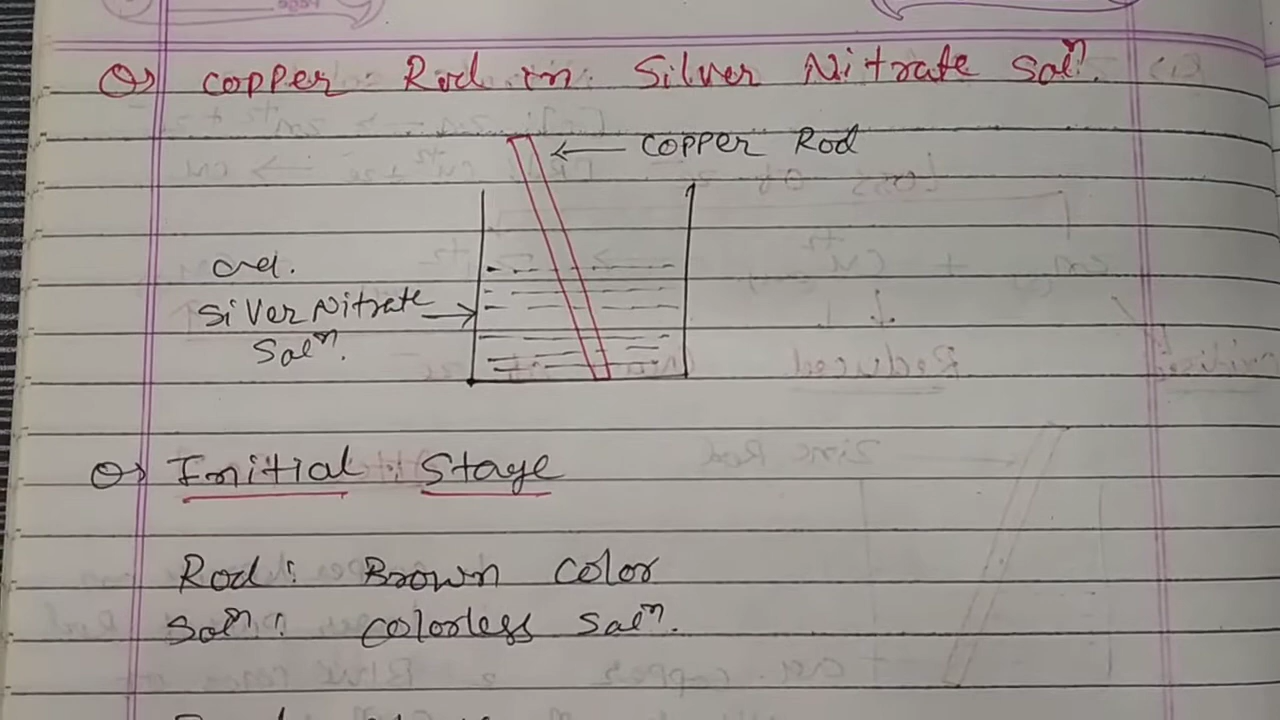 Copper Rod in Silver Nitrate Solⁿ.
Copper Rod
Silver Nitrate
Solⁿ.
Initial Stage
Rod : Brown Color
Solⁿ : Colorless Solⁿ.